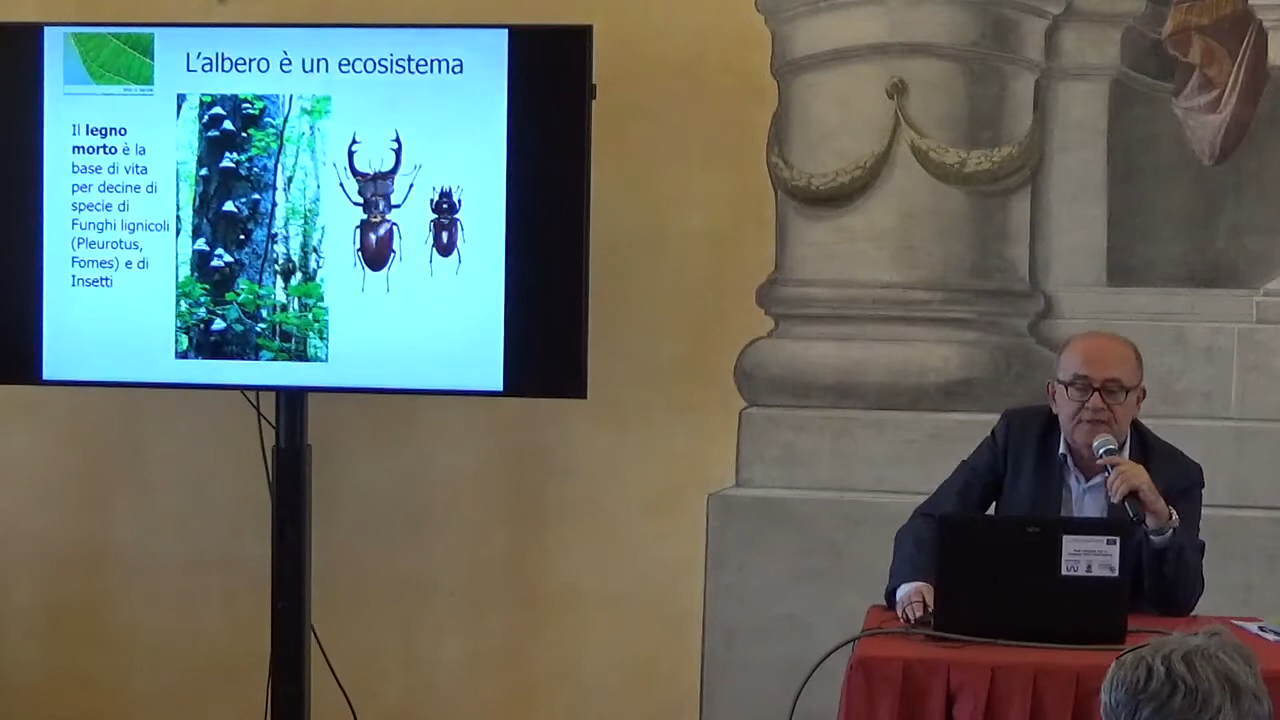 L'albero è un ecosistema
Il legno
morto è la
base di vita
per decine di
specie di
Funghi lignicoli
(Pleurotus,
Fomes) e di
Insetti